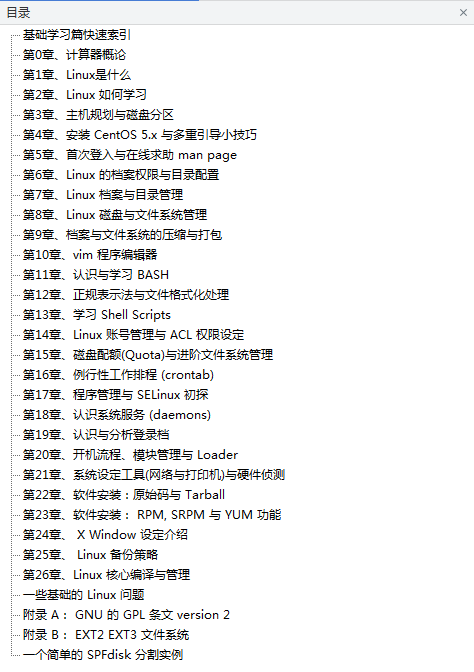 目录
基础学习篇快速索引
第0章、计算器概论
第1章、Linux是什么
第2章、Linux 如何学习
第3章、主机规划与磁盘分区
第4章、安装 CentOS 5.x 与多重引导小技巧
第5章、首次登入与在线求助 man page
第6章、Linux 的档案权限与目录配置
第7章、Linux 档案与目录管理
第8章、Linux 磁盘与文件系统管理
第9章、档案与文件系统的压缩与打包
第10章、vim 程序编辑器
第11章、认识与学习 BASH
第12章、正规表示法与文件格式化处理
第13章、学习 Shell Scripts
第14章、Linux 账号管理与 ACL 权限设定
第15章、磁盘配额(Quota)与进阶文件系统管理
第16章、例行性工作排程 (crontab)
第17章、程序管理与 SELinux 初探
第18章、认识系统服务 (daemons)
第19章、认识与分析登录档
第20章、开机流程、模块管理与 Loader
第21章、系统设定工具(网络与打印机)与硬件侦测
第22章、软件安装：原始码与 Tarball
第23章、软件安装： RPM, SRPM 与 YUM 功能
第24章、 X Window 设定介绍
第25章、 Linux 备份策略
第26章、Linux 核心编译与管理
一些基础的 Linux 问题
附录 A： GNU 的 GPL 条文 version 2
附录 B： EXT2 EXT3 文件系统
一个简单的 SPFdisk 分割实例